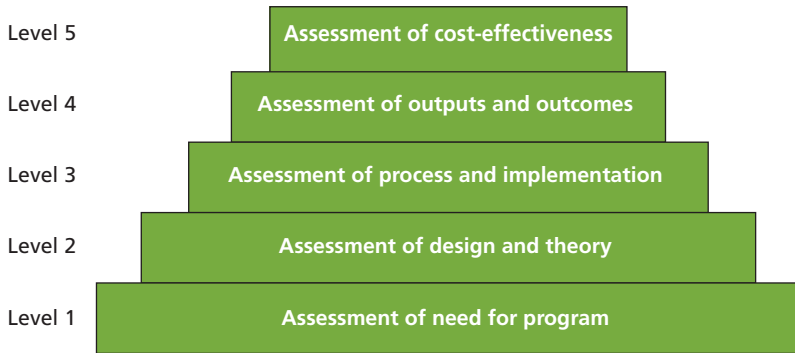 Level 5 Assessment of cost-effectiveness
Level 4 Assessment of outputs and outcomes
Level 3 Assessment of process and implementation
Level 2 Assessment of design and theory
Level 1 Assessment of need for program